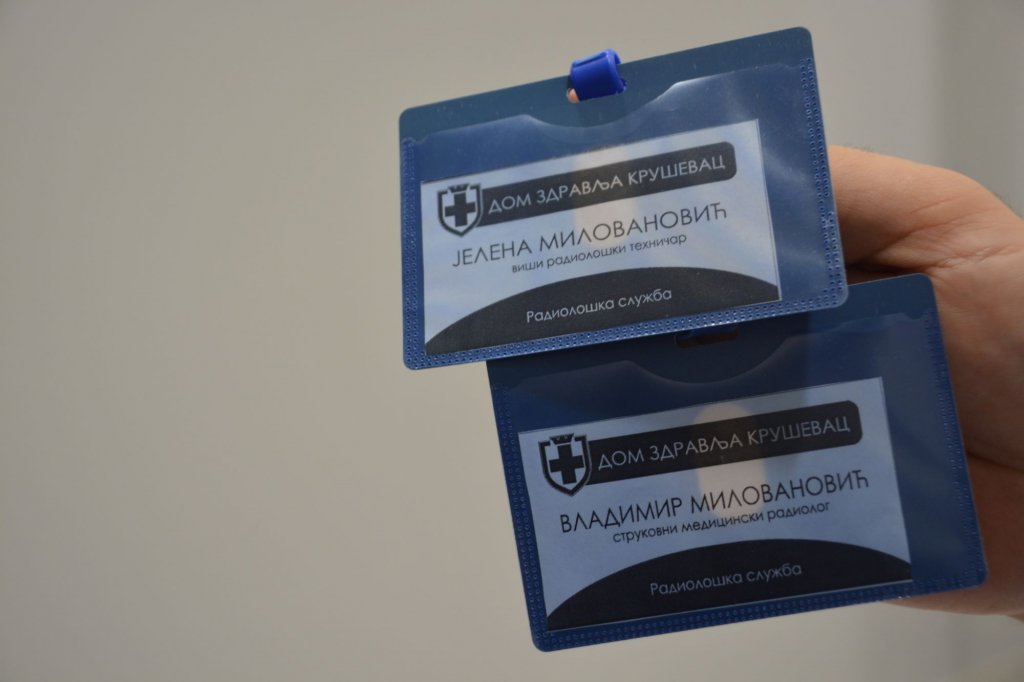 ДОМ ЗДРАВЉА КРУШЕВАЦ
ЈЕЛЕНА МИЛОВАНОВИЋ
виши радиолошки техничар
Радиолошка служба
ДОМ ЗДРАВЉА КРУШЕВАЦ
ВЛАДИМИР МИЛОВАНОВИЋ
струковни медицински радиолог
Радиолошка служба